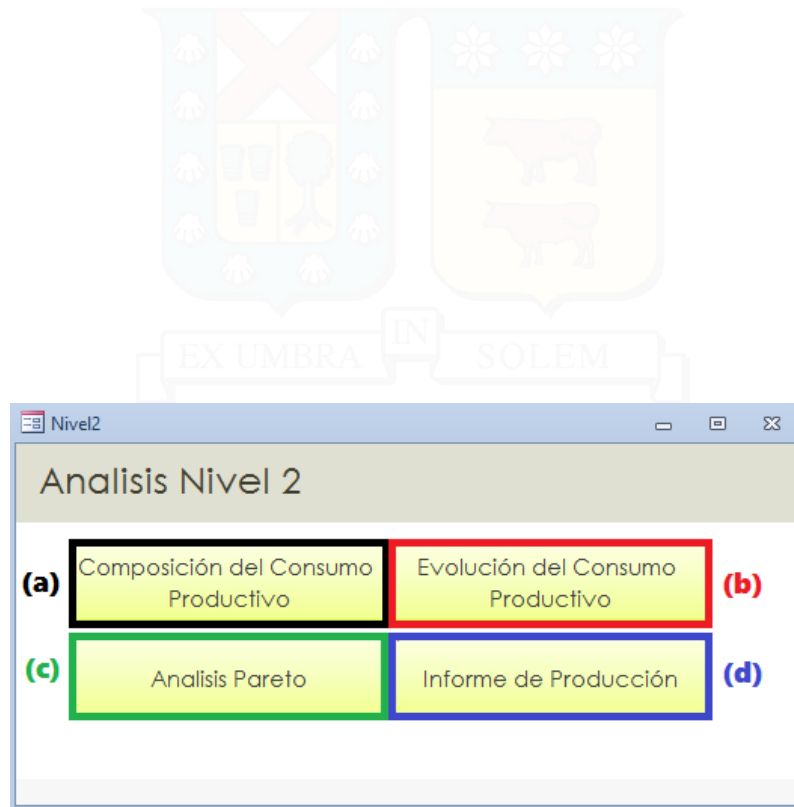 EX UMBRA IN SOLEM
Nivel2
Analisis Nivel 2
(a) Composición del Consumo Evolución del Consumo (b)
Productivo Productivo
(c) Analisis Pareto Informe de Producción (d)